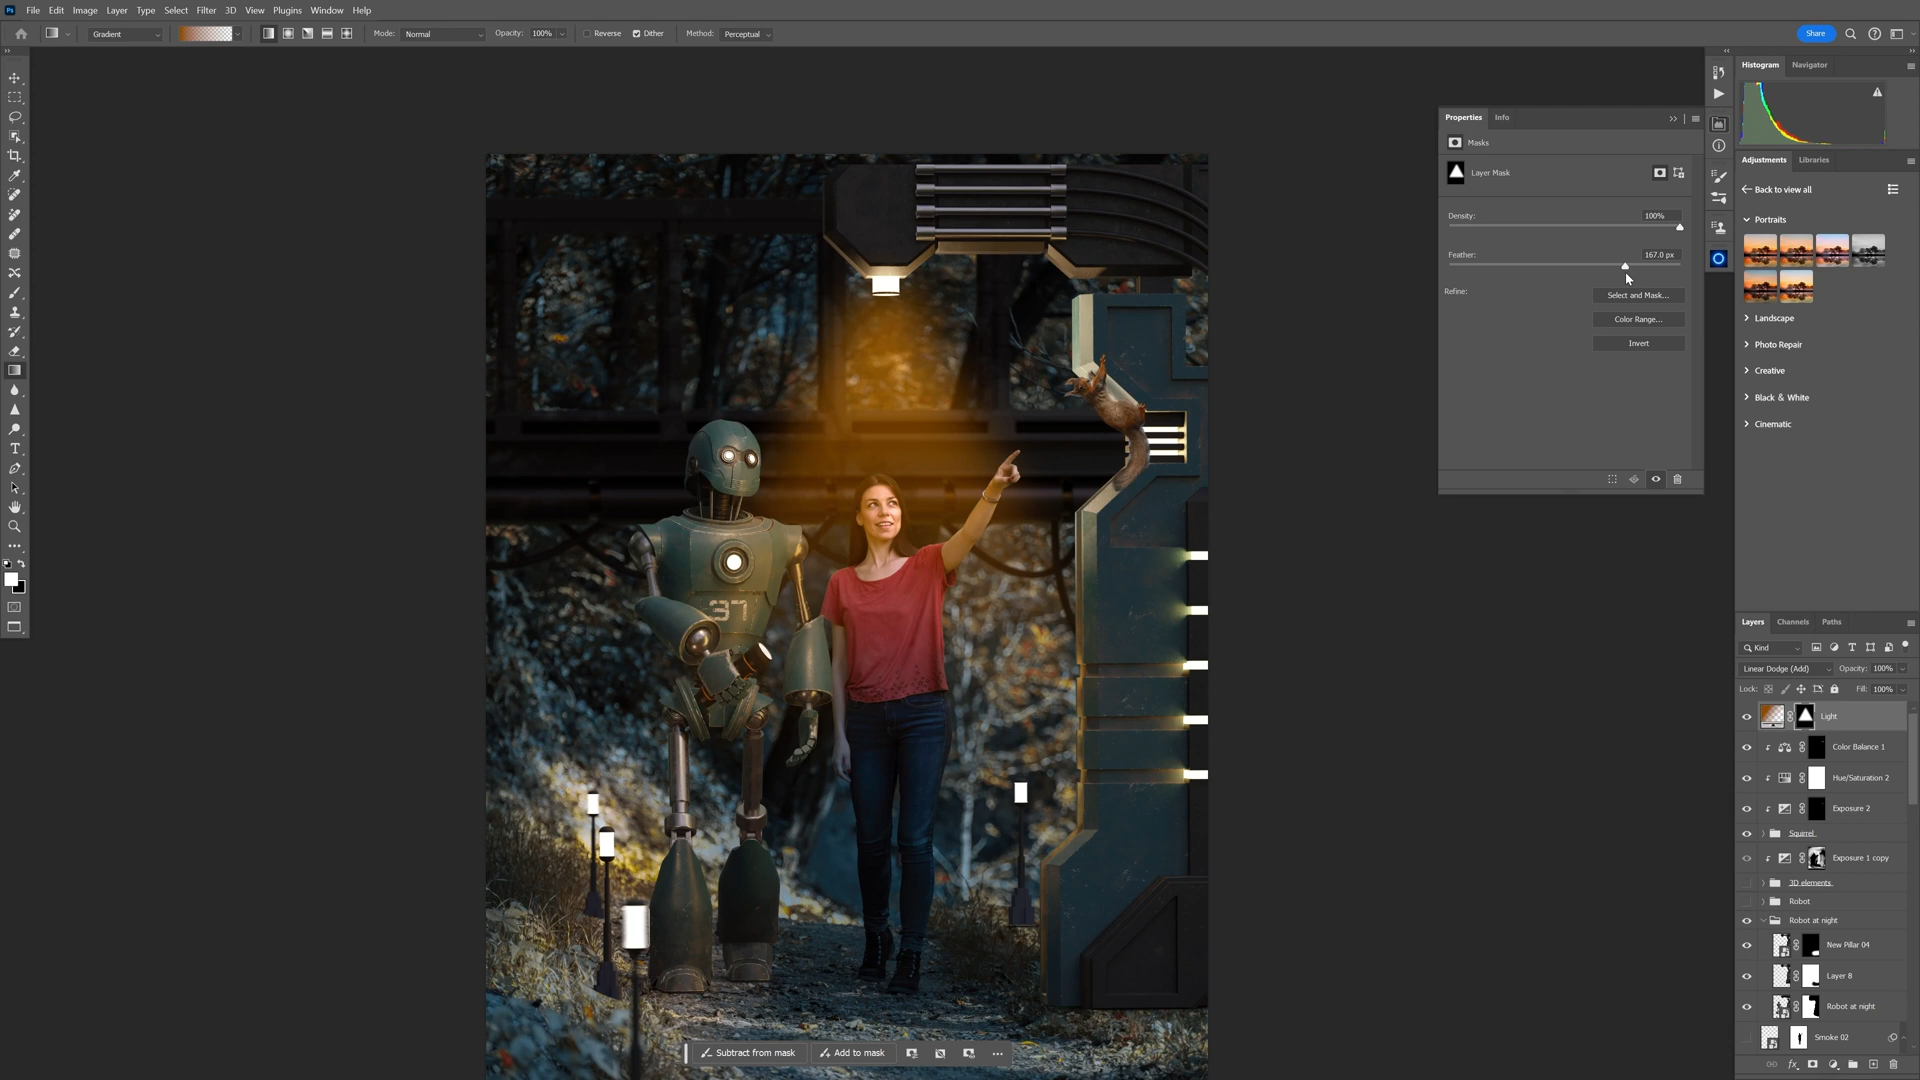 Ps File Edit Image Layer Type Select Filter 3D View Plugins Window Help
Gradient Mode: Normal Opacity: 100% Reverse Dither Method: Perceptual Share
Histogram Navigator
Properties Info
Masks
Layer Mask
Density: 100%
Feather: 167.0 px
Refine: Select and Mask...
Color Range...
Invert
Adjustments Libraries
Back to view all
Portraits
Landscape
Photo Repair
Creative
Black & White
Cinematic
37
Layers Channels Paths
Kind
Linear Dodge (Add) Opacity: 100%
Lock: Fill: 100%
Light
Color Balance 1
Hue/Saturation 2
Exposure 2
Squirrel
Exposure 1 copy
3D elements
Robot
Robot at night
New Pillar 04
Layer 8
Robot at night
Smoke 02
fx
Subtract from mask Add to mask